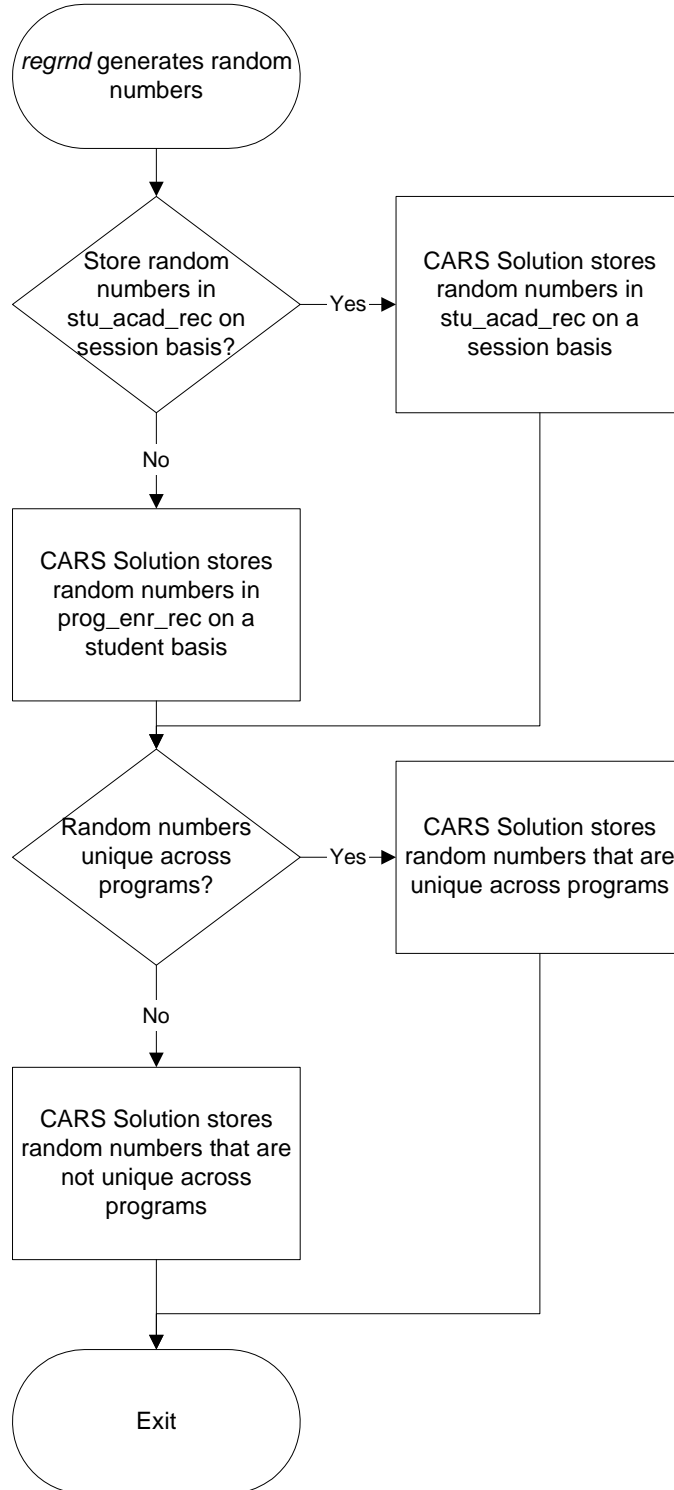 regrnd generates random
numbers
Store random
numbers in
stu_acad_rec on
session basis?
Yes
CARS Solution stores
random numbers in
stu_acad_rec on a
session basis
No
CARS Solution stores
random numbers in
prog_enr_rec on a
student basis
Random numbers
unique across
programs?
Yes
CARS Solution stores
random numbers that are
unique across programs
No
CARS Solution stores
random numbers that are
not unique across
programs
Exit